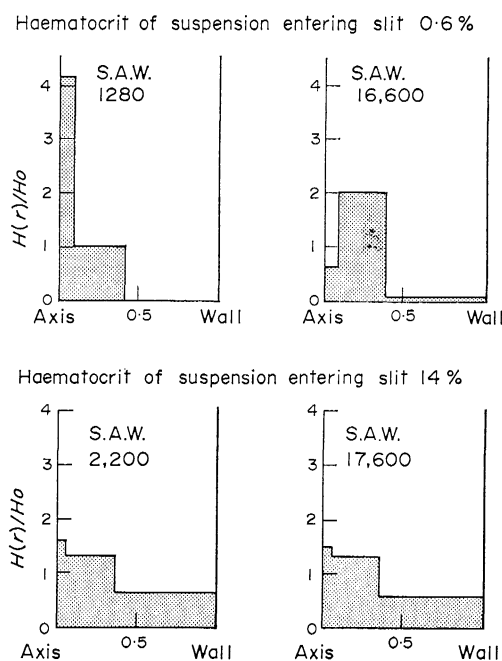 Haematocrit of suspension entering slit 0·6%
S.A.W.
1280
4
3
2
1
0
H(r)/Ho
Axis
0·5
Wall
S.A.W.
16,600
4
3
2
1
0
Axis
0·5
Wall
Haematocrit of suspension entering slit 14%
S.A.W.
2,200
4
3
2
1
0
H(r)/Ho
Axis
0·5
Wall
S.A.W.
17,600
4
3
2
1
0
Axis
0·5
Wall